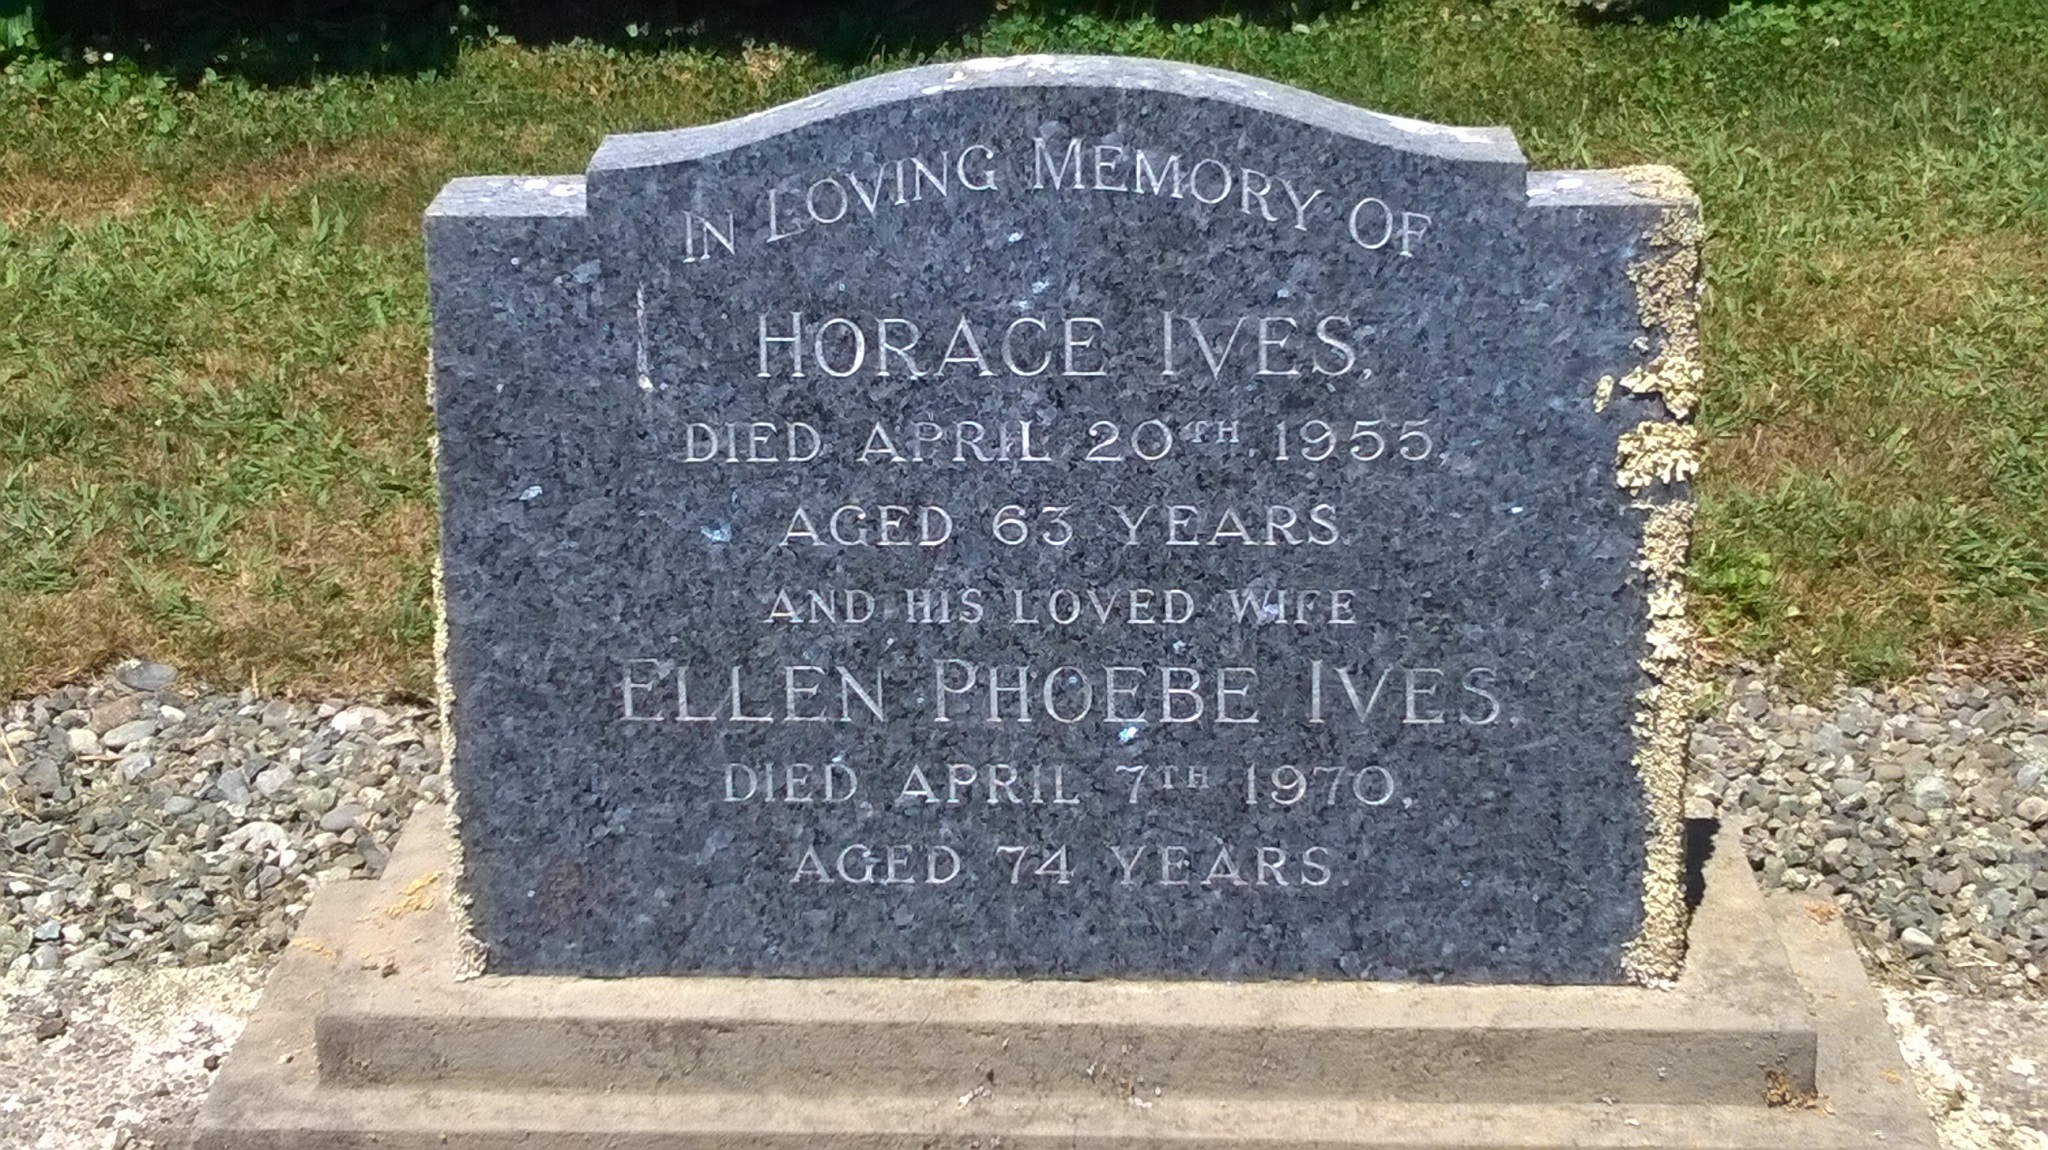 IN LOVING MEMORY OF
HORACE IVES,
DIED APRIL 20TH 1955,
AGED 63 YEARS.
AND HIS LOVED WIFE
ELLEN PHOEBE IVES,
DIED APRIL 7TH 1970,
AGED 74 YEARS.